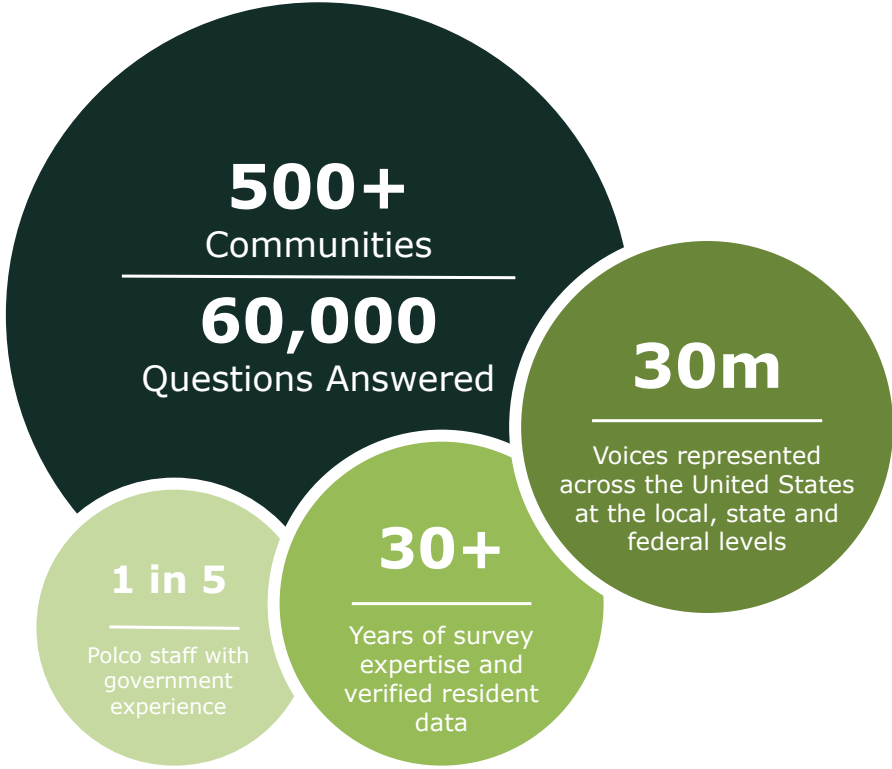 500+
Communities
60,000
Questions Answered
30m
Voices represented
across the United States
at the local, state and
federal levels
30+
Years of survey
expertise and
verified resident
data
1 in 5
Polco staff with
government
experience